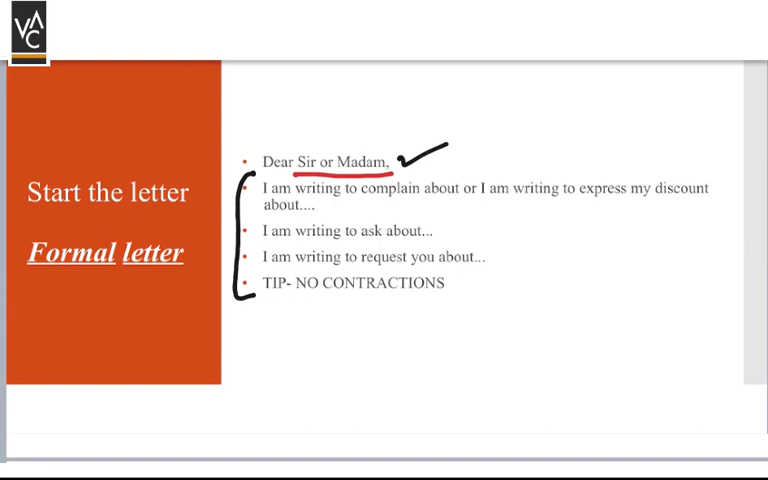 VAC
Start the letter
Formal letter
Dear Sir or Madam,
I am writing to complain about or I am writing to express my discount
about....
I am writing to ask about...
I am writing to request you about...
TIP- NO CONTRACTIONS